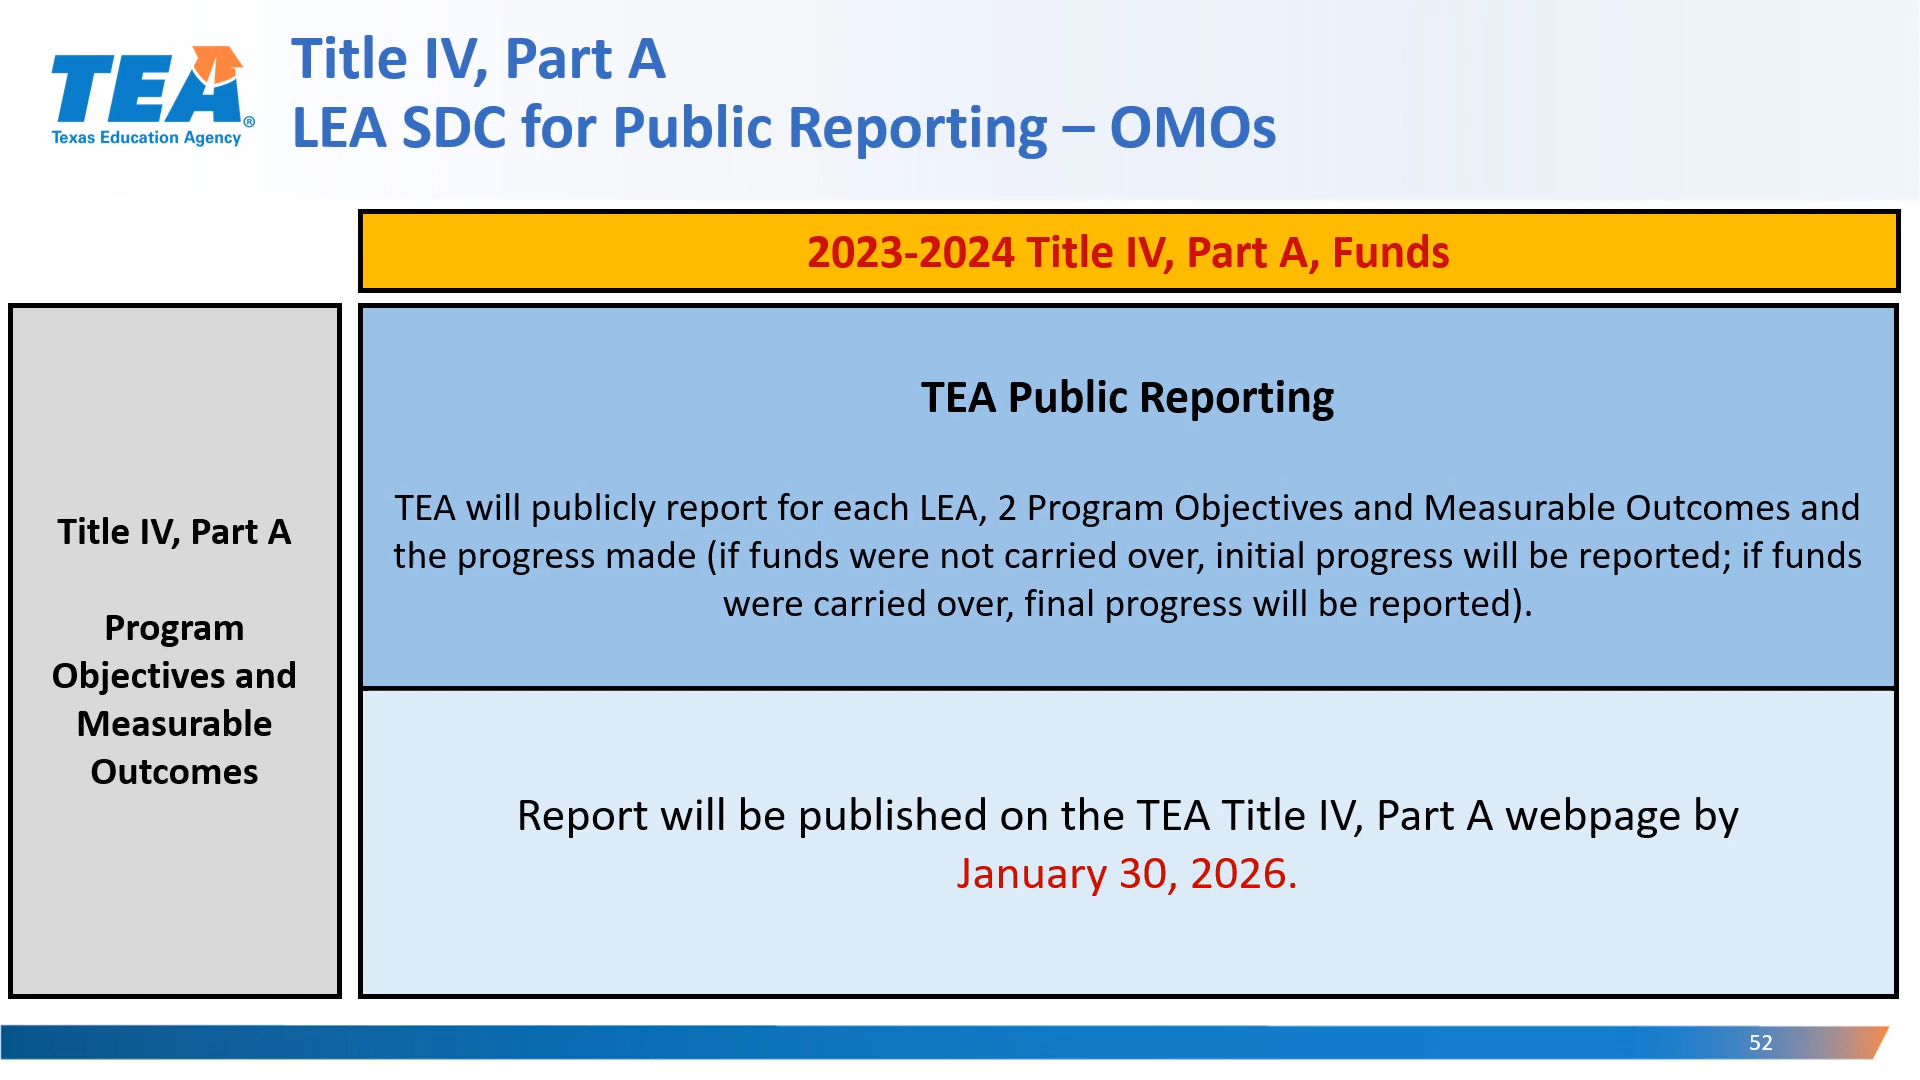 TEA®
Texas Education Agency
Title IV, Part A
LEA SDC for Public Reporting – OMOs
2023-2024 Title IV, Part A, Funds
Title IV, Part A
Program
Objectives and
Measurable
Outcomes
TEA Public Reporting
TEA will publicly report for each LEA, 2 Program Objectives and Measurable Outcomes and
the progress made (if funds were not carried over, initial progress will be reported; if funds
were carried over, final progress will be reported).
Report will be published on the TEA Title IV, Part A webpage by
January 30, 2026.
52